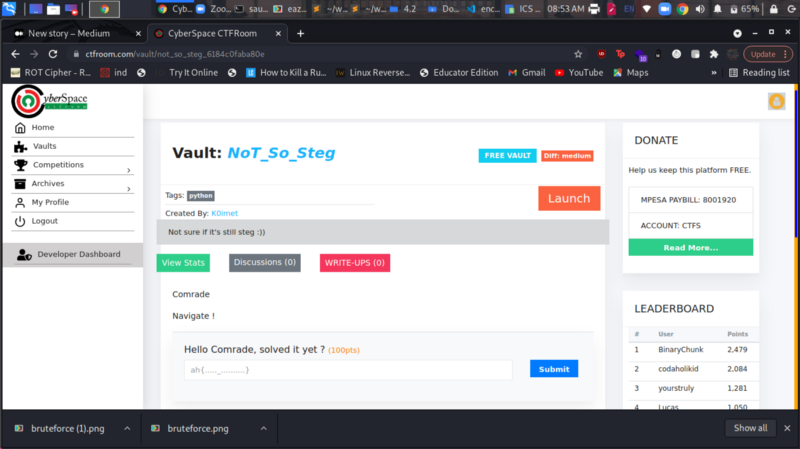 Cyb...
Dow...
sau...
eaz...
~/w...
~/w...
4.2
Do...
enc...
ICS ...
08:53 AM
EN
65%
New story – Medium
CyberSpace CTFRoom
ctfroom.com/vault/not_so_steg_6184c0faba80e
Update
ROT Cipher - R...
ind
Try It Online
How to Kill a Ru...
Linux Reverse...
Educator Edition
Gmail
YouTube
Maps
»
Reading list
CyberSpace
Home
Vaults
Competitions
Archives
My Profile
Logout
Developer Dashboard
Vault: NoT_So_Steg
FREE VAULT
Diff: medium
Tags: python
Created By: K0imet
Launch
Not sure if it's still steg :))
View Stats
Discussions (0)
WRITE-UPS (0)
Comrade
Navigate !
Hello Comrade, solved it yet ? (100pts)
ah{....._..........}
Submit
DONATE
Help us keep this platform FREE.
MPESA PAYBILL: 8001920
ACCOUNT: CTFS
Read More...
LEADERBOARD
# User Points
1 BinaryChunk 2,479
2 codaholikid 2,084
3 yourstruly 1,281
4 Lucas 1,050
bruteforce (1).png
bruteforce.png
Show all